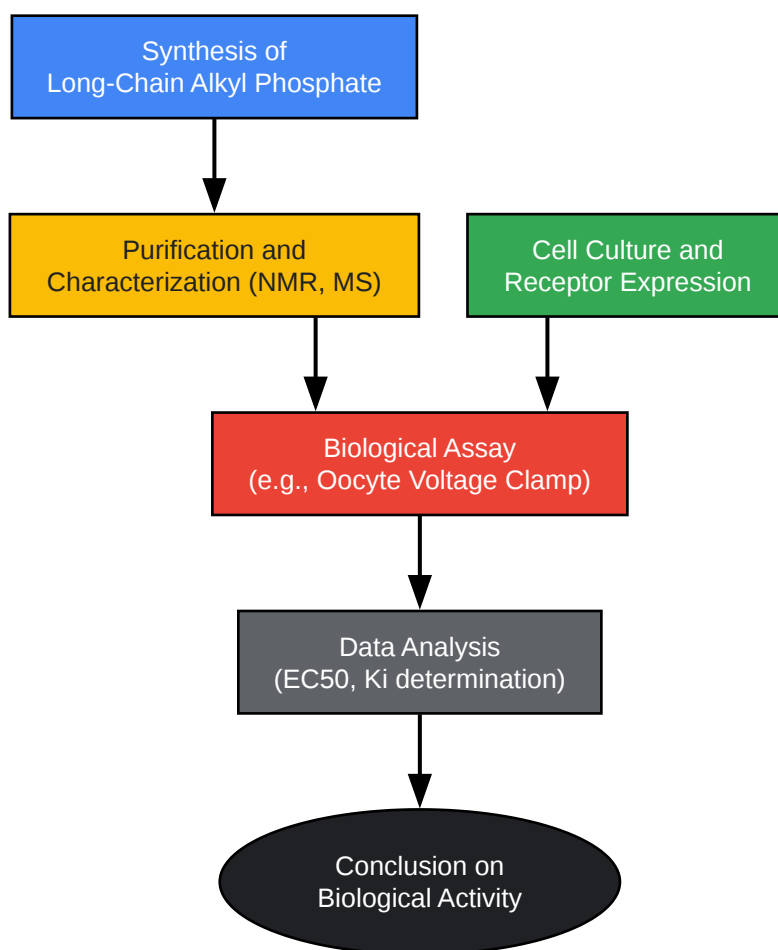 Synthesis of
Long-Chain Alkyl Phosphate
Purification and
Characterization (NMR, MS)
Cell Culture and
Receptor Expression
Biological Assay
(e.g., Oocyte Voltage Clamp)
Data Analysis
(EC50, Ki determination)
Conclusion on
Biological Activity